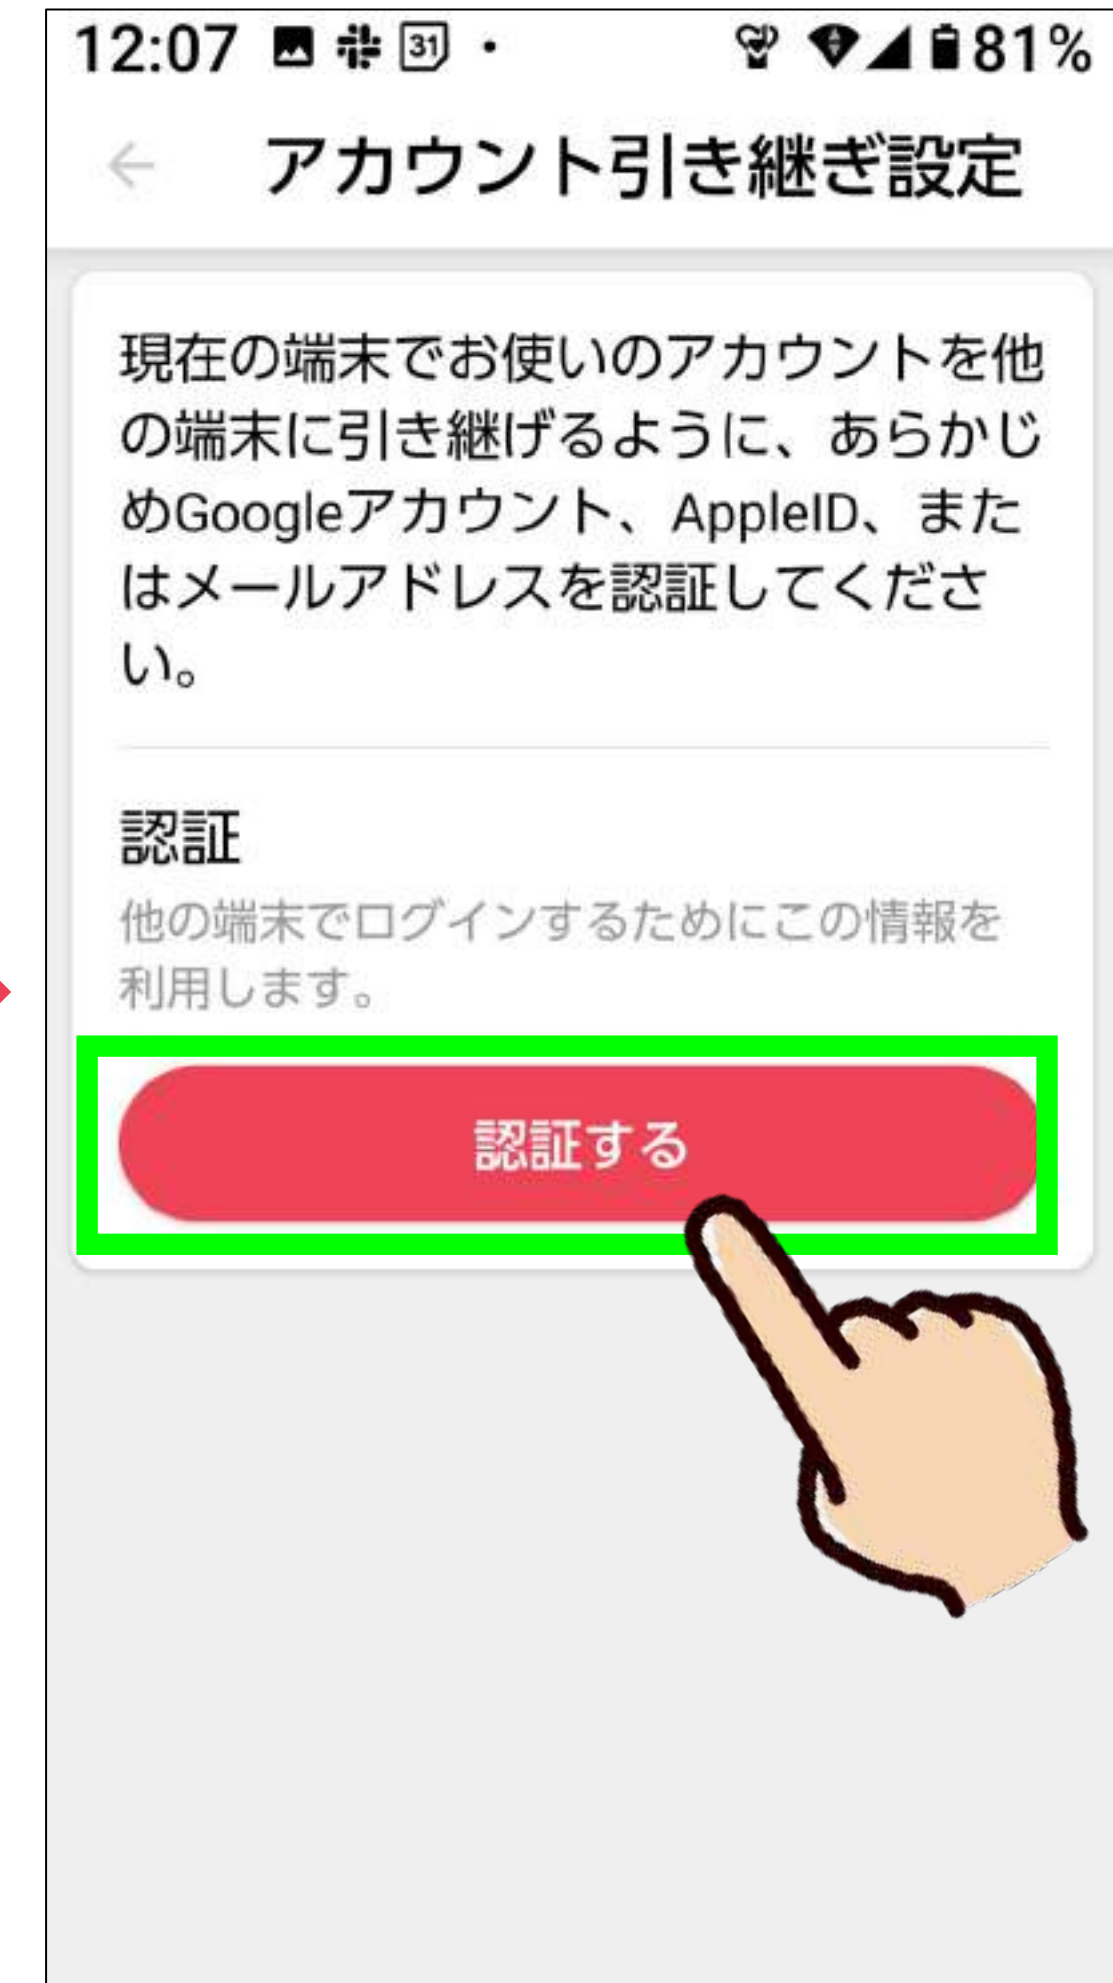 12:07 31 81%
アカウント引き継ぎ設定
現在の端末でお使いのアカウントを他
の端末に引き継げるように、あらかじ
めGoogleアカウント、AppleID、また
はメールアドレスを認証してくださ
い。
認証
他の端末でログインするためにこの情報を
利用します。
認証する